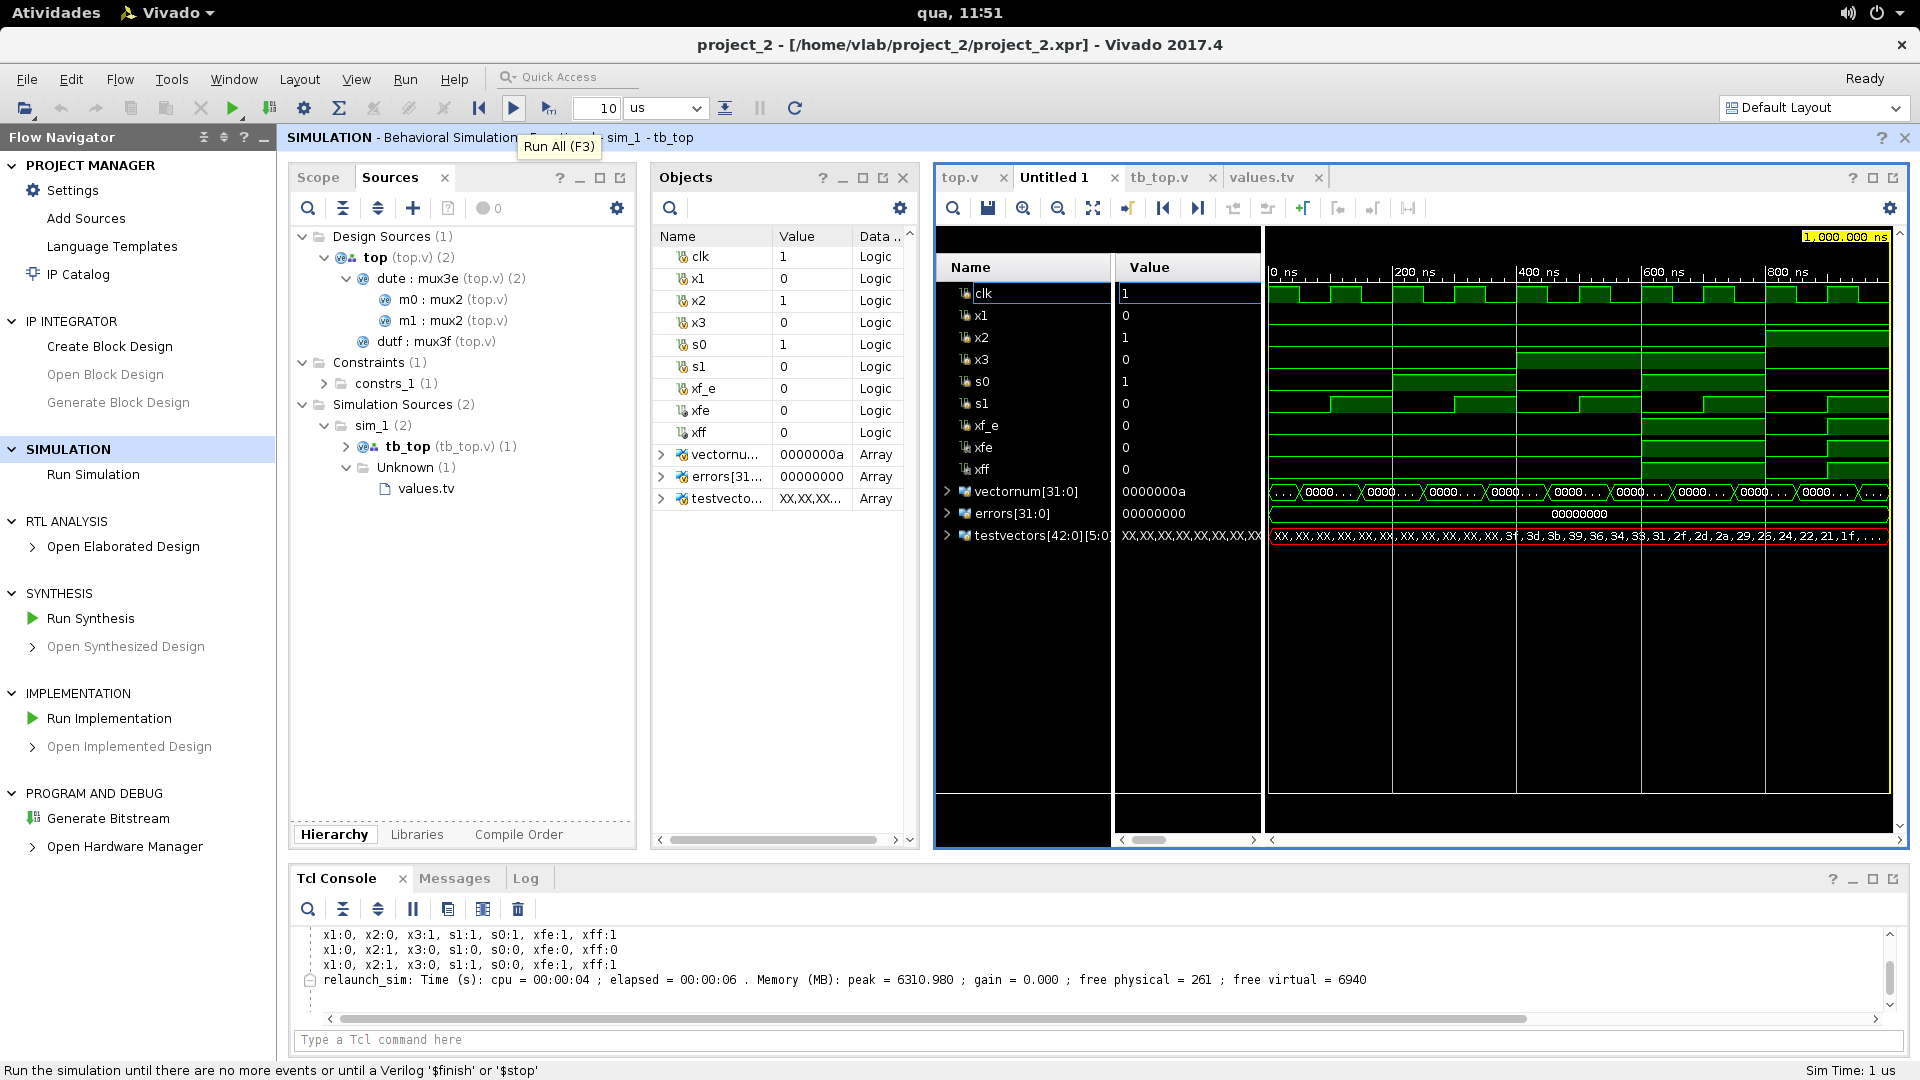 Atividades
Vivado
qua, 11:51
project_2 - [/home/vlab/project_2/project_2.xpr] - Vivado 2017.4
File Edit Flow Tools Window Layout View Run Help
Quick Access
Ready
10 us
Default Layout
Flow Navigator
SIMULATION - Behavioral Simulation sim_1 - tb_top
Run All (F3)
PROJECT MANAGER
Settings
Add Sources
Language Templates
IP Catalog
IP INTEGRATOR
Create Block Design
Open Block Design
Generate Block Design
SIMULATION
Run Simulation
RTL ANALYSIS
Open Elaborated Design
SYNTHESIS
Run Synthesis
Open Synthesized Design
IMPLEMENTATION
Run Implementation
Open Implemented Design
PROGRAM AND DEBUG
Generate Bitstream
Open Hardware Manager
Scope Sources
0
Design Sources (1)
top (top.v) (2)
dute : mux3e (top.v) (2)
m0 : mux2 (top.v)
m1 : mux2 (top.v)
dutf : mux3f (top.v)
Constraints (1)
constrs_1 (1)
Simulation Sources (2)
sim_1 (2)
tb_top (tb_top.v) (1)
Unknown (1)
values.tv
Hierarchy Libraries Compile Order
Objects
Name Value Data ..
clk 1 Logic
x1 0 Logic
x2 1 Logic
x3 0 Logic
s0 1 Logic
s1 0 Logic
xf_e 0 Logic
xfe 0 Logic
xff 0 Logic
vectornu... 0000000a Array
errors[31... 00000000 Array
testvecto... XX,XX,XX... Array
top.v Untitled 1 tb_top.v values.tv
1,000.000 ns
Name Value
0 ns 200 ns 400 ns 600 ns 800 ns
clk 1
x1 0
x2 1
x3 0
s0 1
s1 0
xf_e 0
xfe 0
xff 0
vectornum[31:0] 0000000a ... 0000... 0000... 0000... 0000... 0000... 0000... 0000... 0000... 0000... ...
errors[31:0] 00000000 00000000
testvectors[42:0][5:0] XX,XX,XX,XX,XX,XX,XX,XX XX,XX,XX,XX,XX,XX,XX,XX,XX,XX,XX,3f,3d,3b,39,36,34,33,31,2f,2d,2a,29,26,24,22,21,1f,...
Tcl Console Messages Log
x1:0, x2:0, x3:1, s1:1, s0:1, xfe:1, xff:1
x1:0, x2:1, x3:0, s1:0, s0:0, xfe:0, xff:0
x1:0, x2:1, x3:0, s1:1, s0:0, xfe:1, xff:1
relaunch_sim: Time (s): cpu = 00:00:04 ; elapsed = 00:00:06 . Memory (MB): peak = 6310.980 ; gain = 0.000 ; free physical = 261 ; free virtual = 6940
Type a Tcl command here
Run the simulation until there are no more events or until a Verilog '$finish' or '$stop'
Sim Time: 1 us